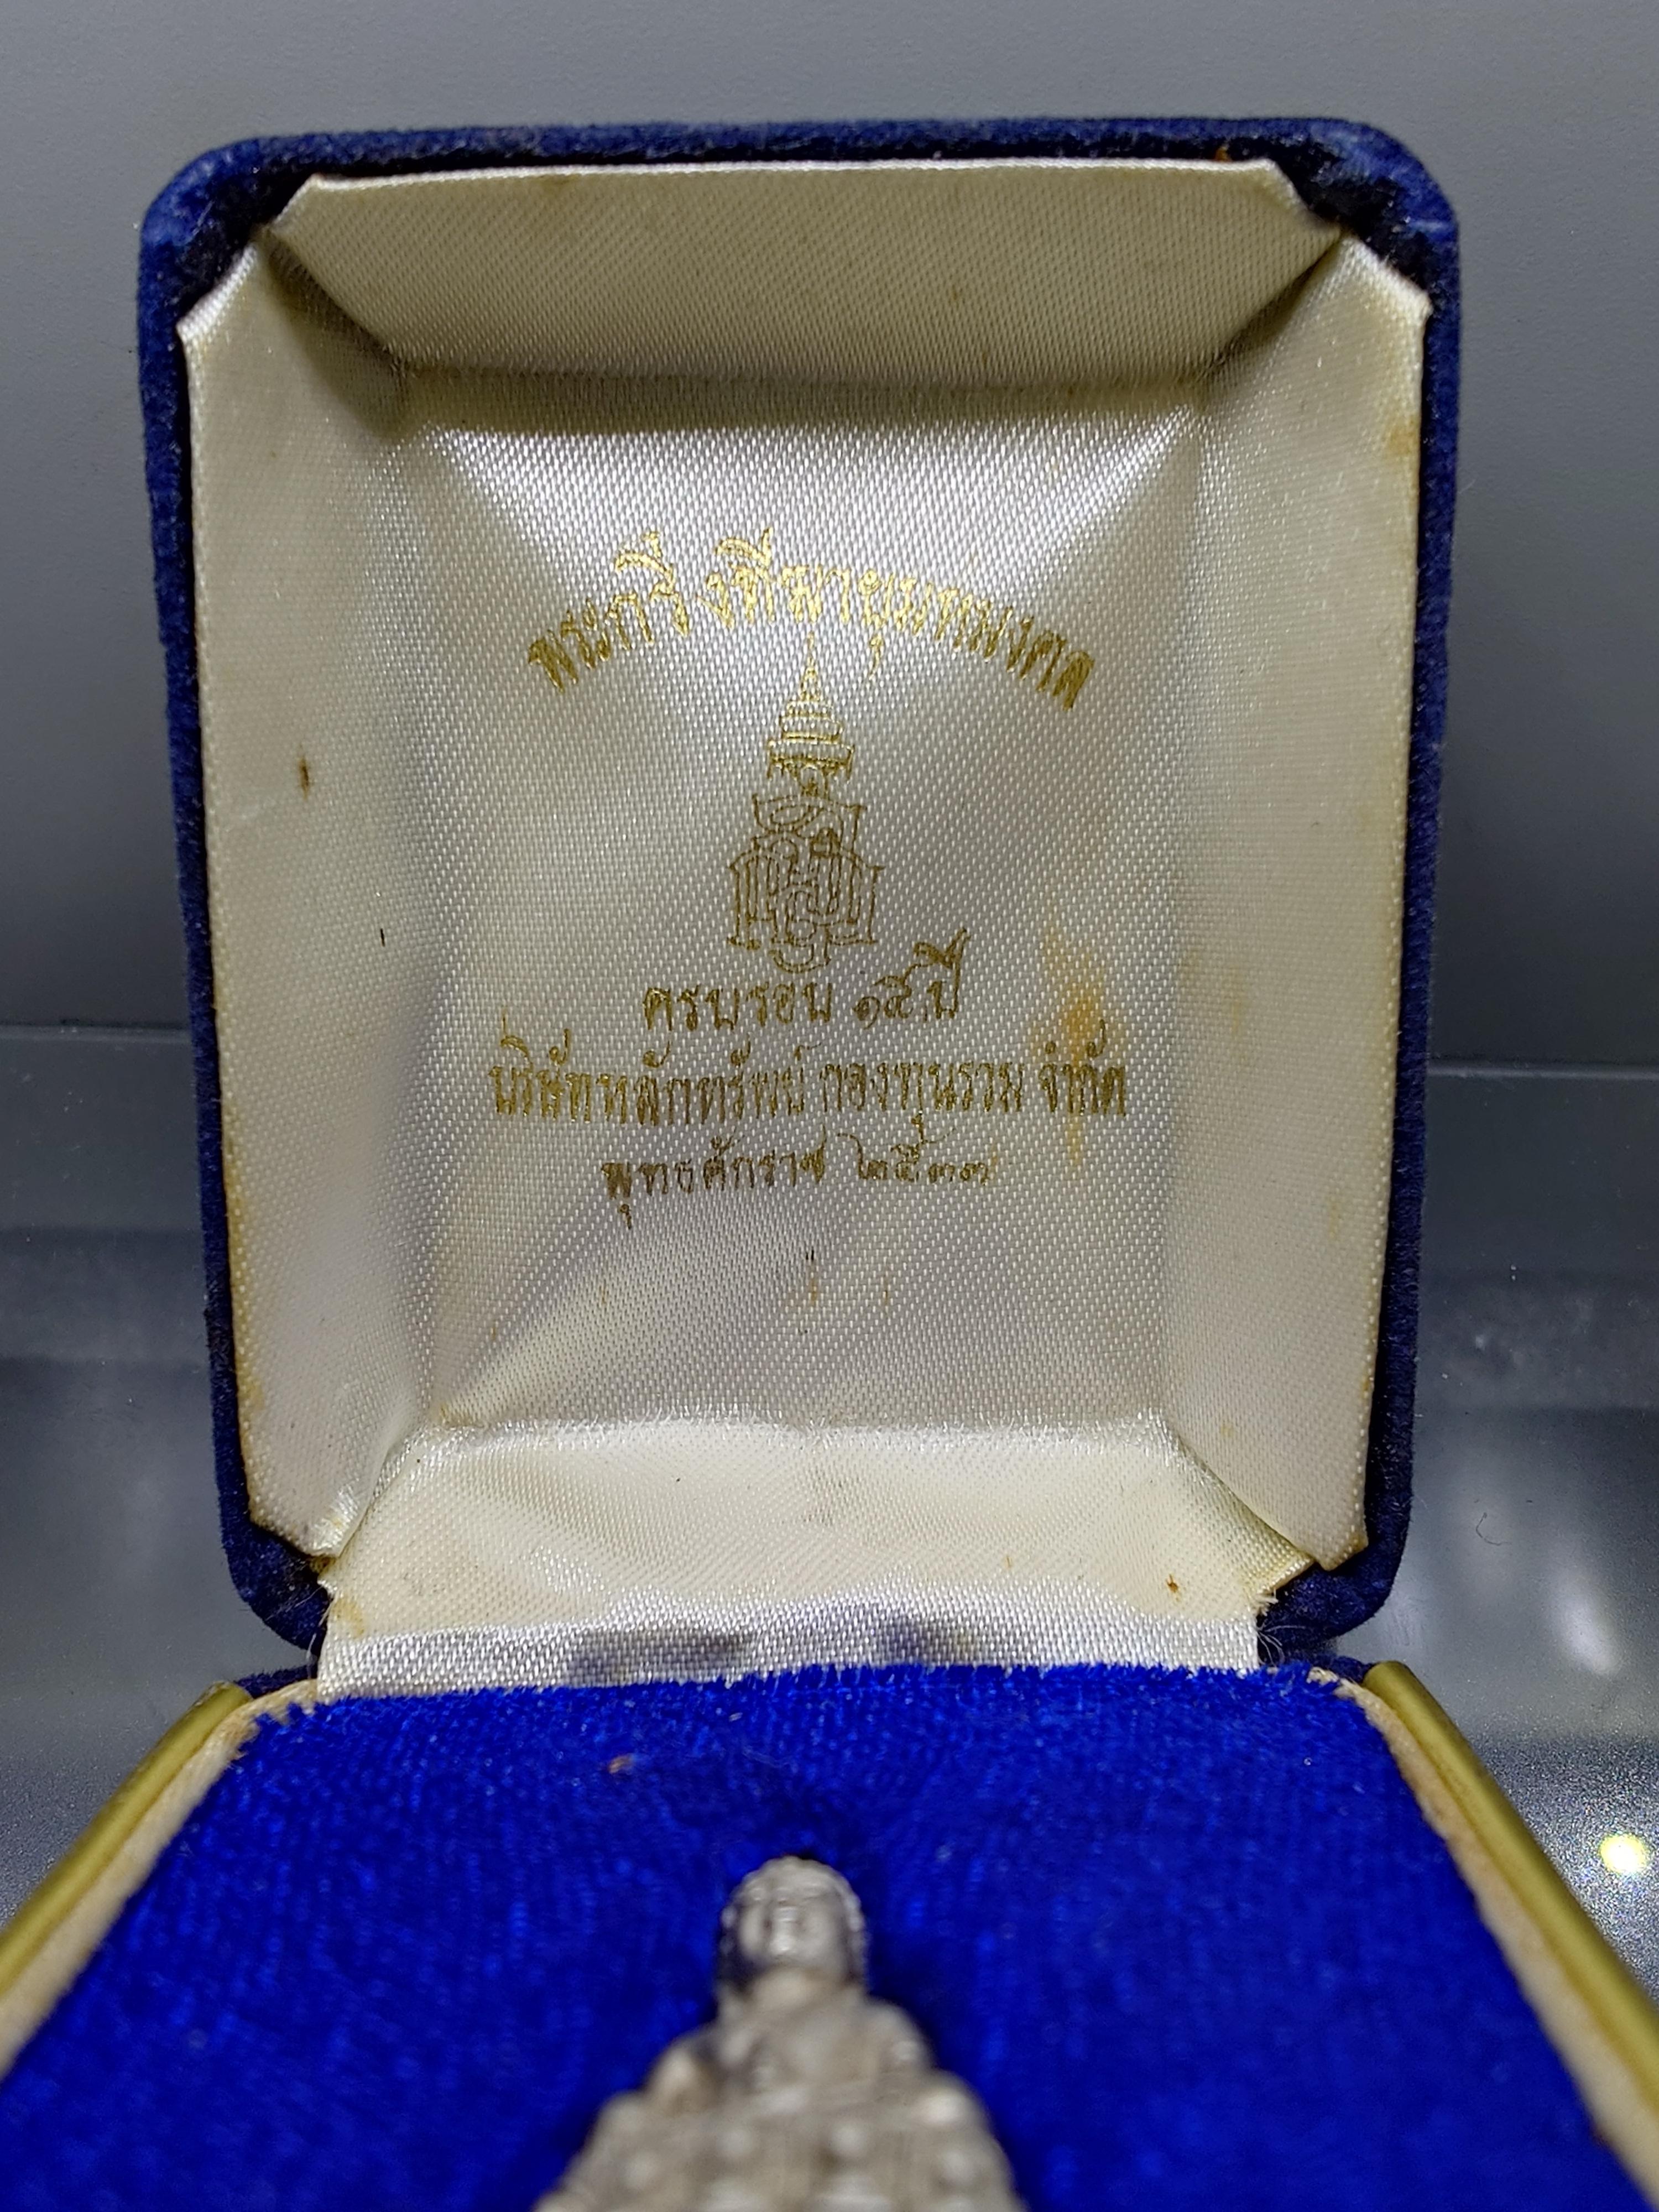 พระกริ่งทีฆายุมหมงคล
ครบรอบ ๑๕ ปี
บริษัทหลักทรัพย์ กองทุนรวม จำกัด
พุทธศักราช ๒๕๓๓